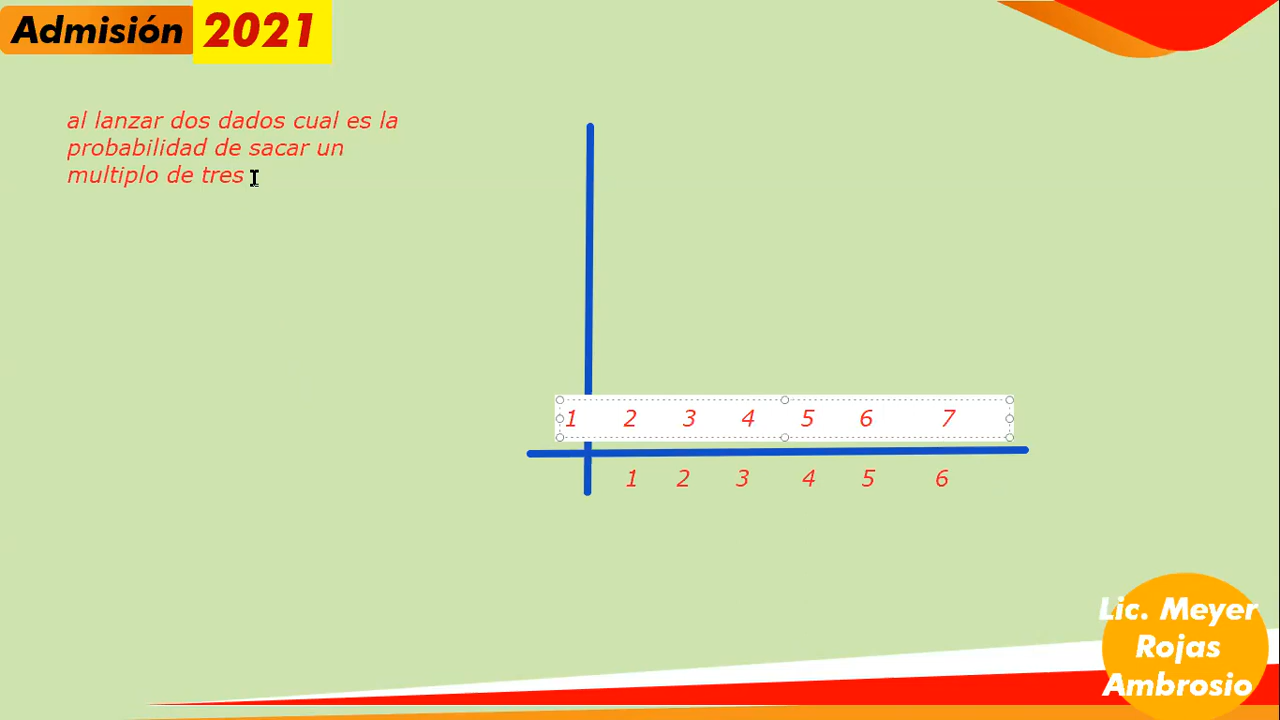 Admisión 2021
al lanzar dos dados cual es la
probabilidad de sacar un
multiplo de tres
1 2 3 4 5 6 7
1 2 3 4 5 6
Lic. Meyer
Rojas
Ambrosio